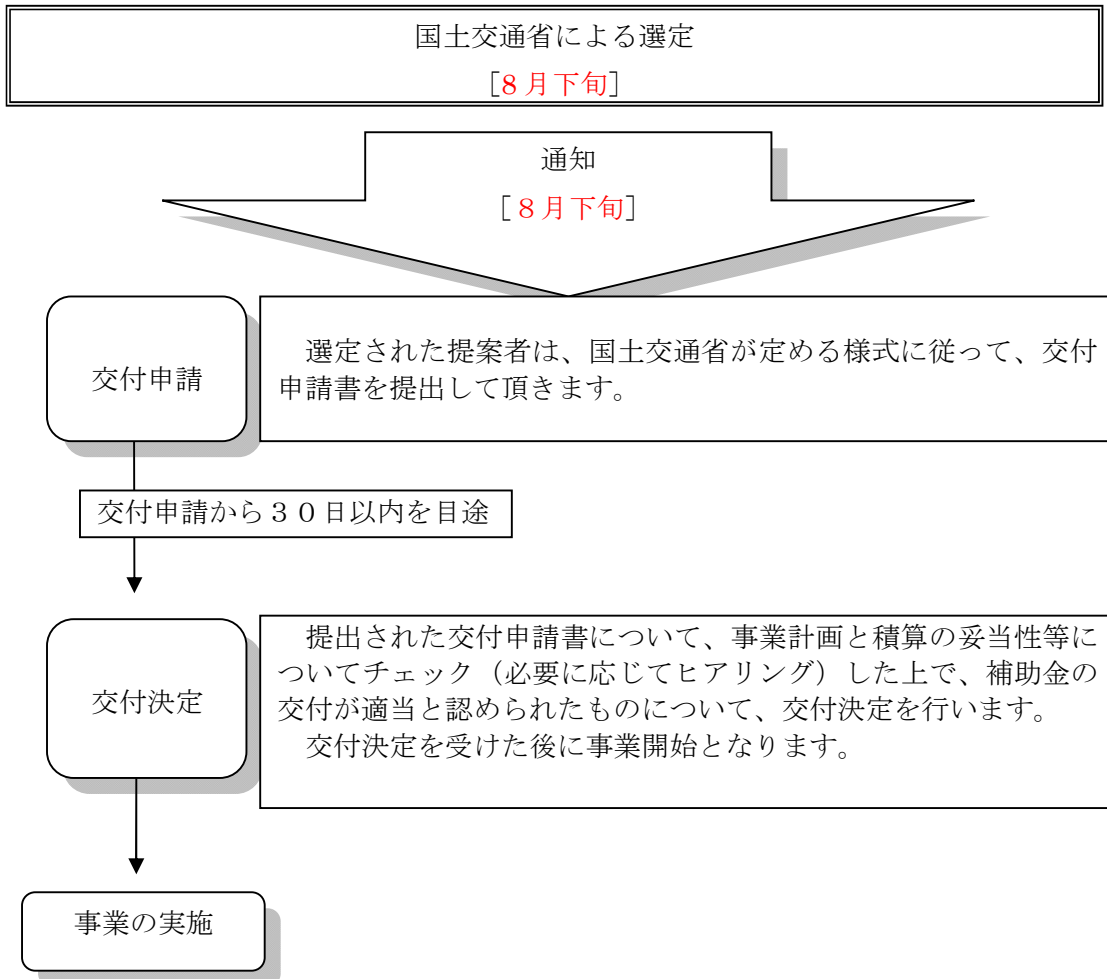 国土交通省による選定
［８月下旬］
通知
［８月下旬］
交付申請
選定された提案者は、国土交通省が定める様式に従って、交付
申請書を提出して頂きます。
交付申請から３０日以内を目途
交付決定
提出された交付申請書について、事業計画と積算の妥当性等に
ついてチェック（必要に応じてヒアリング）した上で、補助金の
交付が適当と認められたものについて、交付決定を行います。
交付決定を受けた後に事業開始となります。
事業の実施